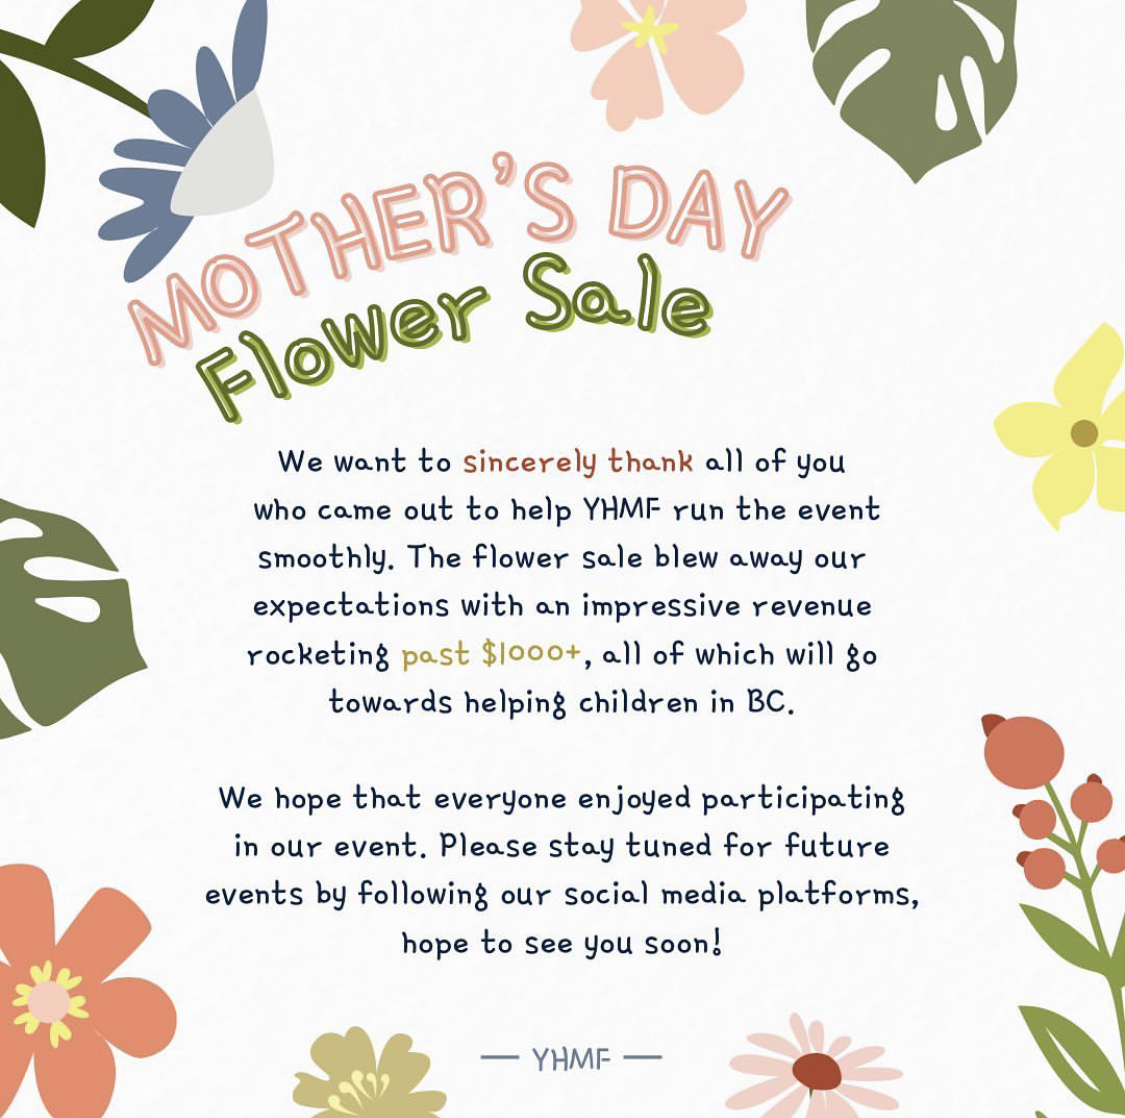 MOTHER'S DAY
Flower Sale
We want to sincerely thank all of you
who came out to help YHMF run the event
smoothly. The flower sale blew away our
expectations with an impressive revenue
rocketing past $1000+, all of which will go
towards helping children in BC.
We hope that everyone enjoyed participating
in our event. Please stay tuned for future
events by following our social media platforms,
hope to see you soon!
— YHMF —